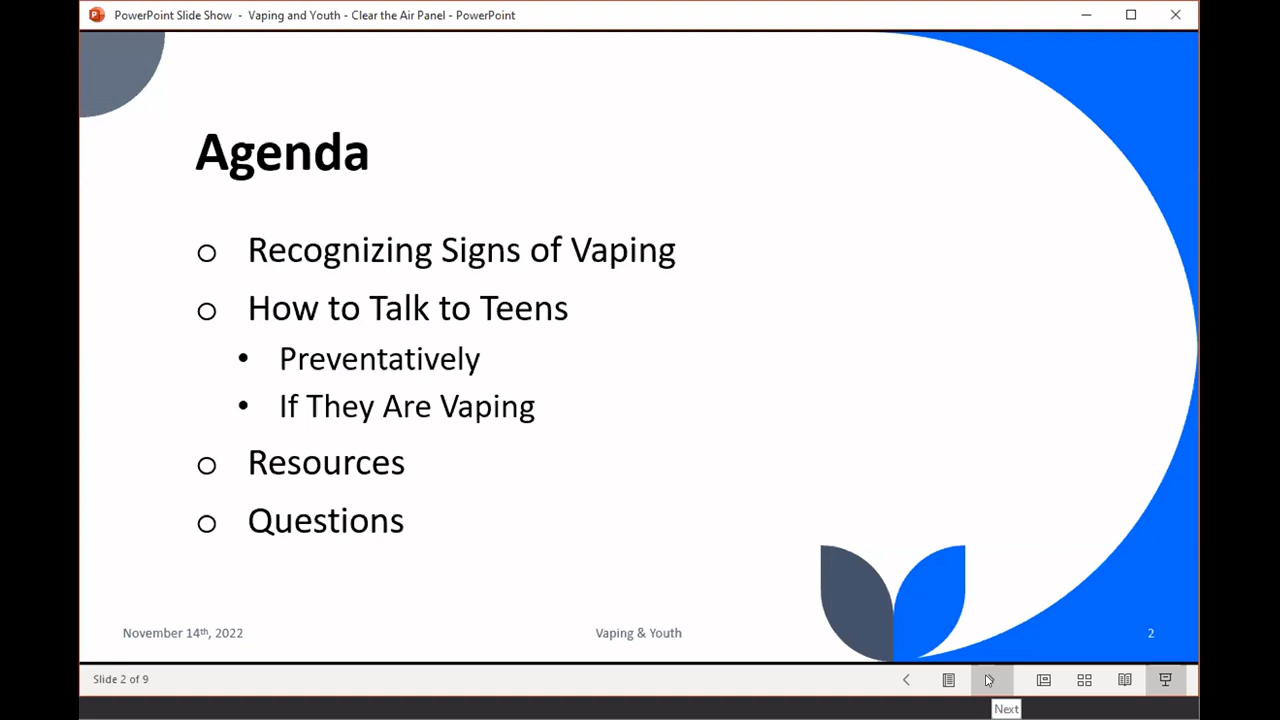 PowerPoint Slide Show - Vaping and Youth - Clear the Air Panel - PowerPoint
Agenda
Recognizing Signs of Vaping
How to Talk to Teens
• Preventatively
• If They Are Vaping
Resources
Questions
November 14th, 2022
Vaping & Youth
2
Slide 2 of 9
Next